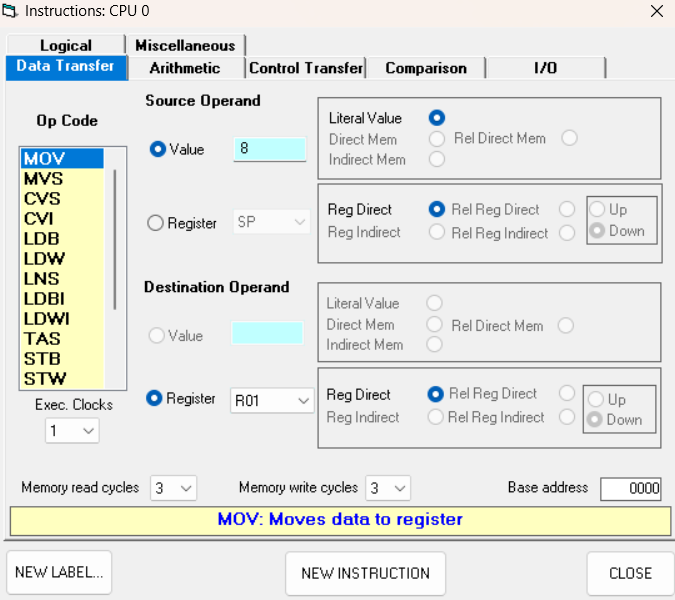 Instructions: CPU 0
Logical Miscellaneous
Data Transfer Arithmetic Control Transfer Comparison I/O
Op Code
MOV
MVS
CVS
CVI
LDB
LDW
LNS
LDBI
LDWI
TAS
STB
STW
Exec. Clocks
1
Source Operand
Value 8
Literal Value
Direct Mem Rel Direct Mem
Indirect Mem
Register SP
Reg Direct Rel Reg Direct Up
Reg Indirect Rel Reg Indirect Down
Destination Operand
Value
Literal Value
Direct Mem Rel Direct Mem
Indirect Mem
Register R01
Reg Direct Rel Reg Direct Up
Reg Indirect Rel Reg Indirect Down
Memory read cycles 3 Memory write cycles 3 Base address 0000
MOV: Moves data to register
NEW LABEL... NEW INSTRUCTION CLOSE